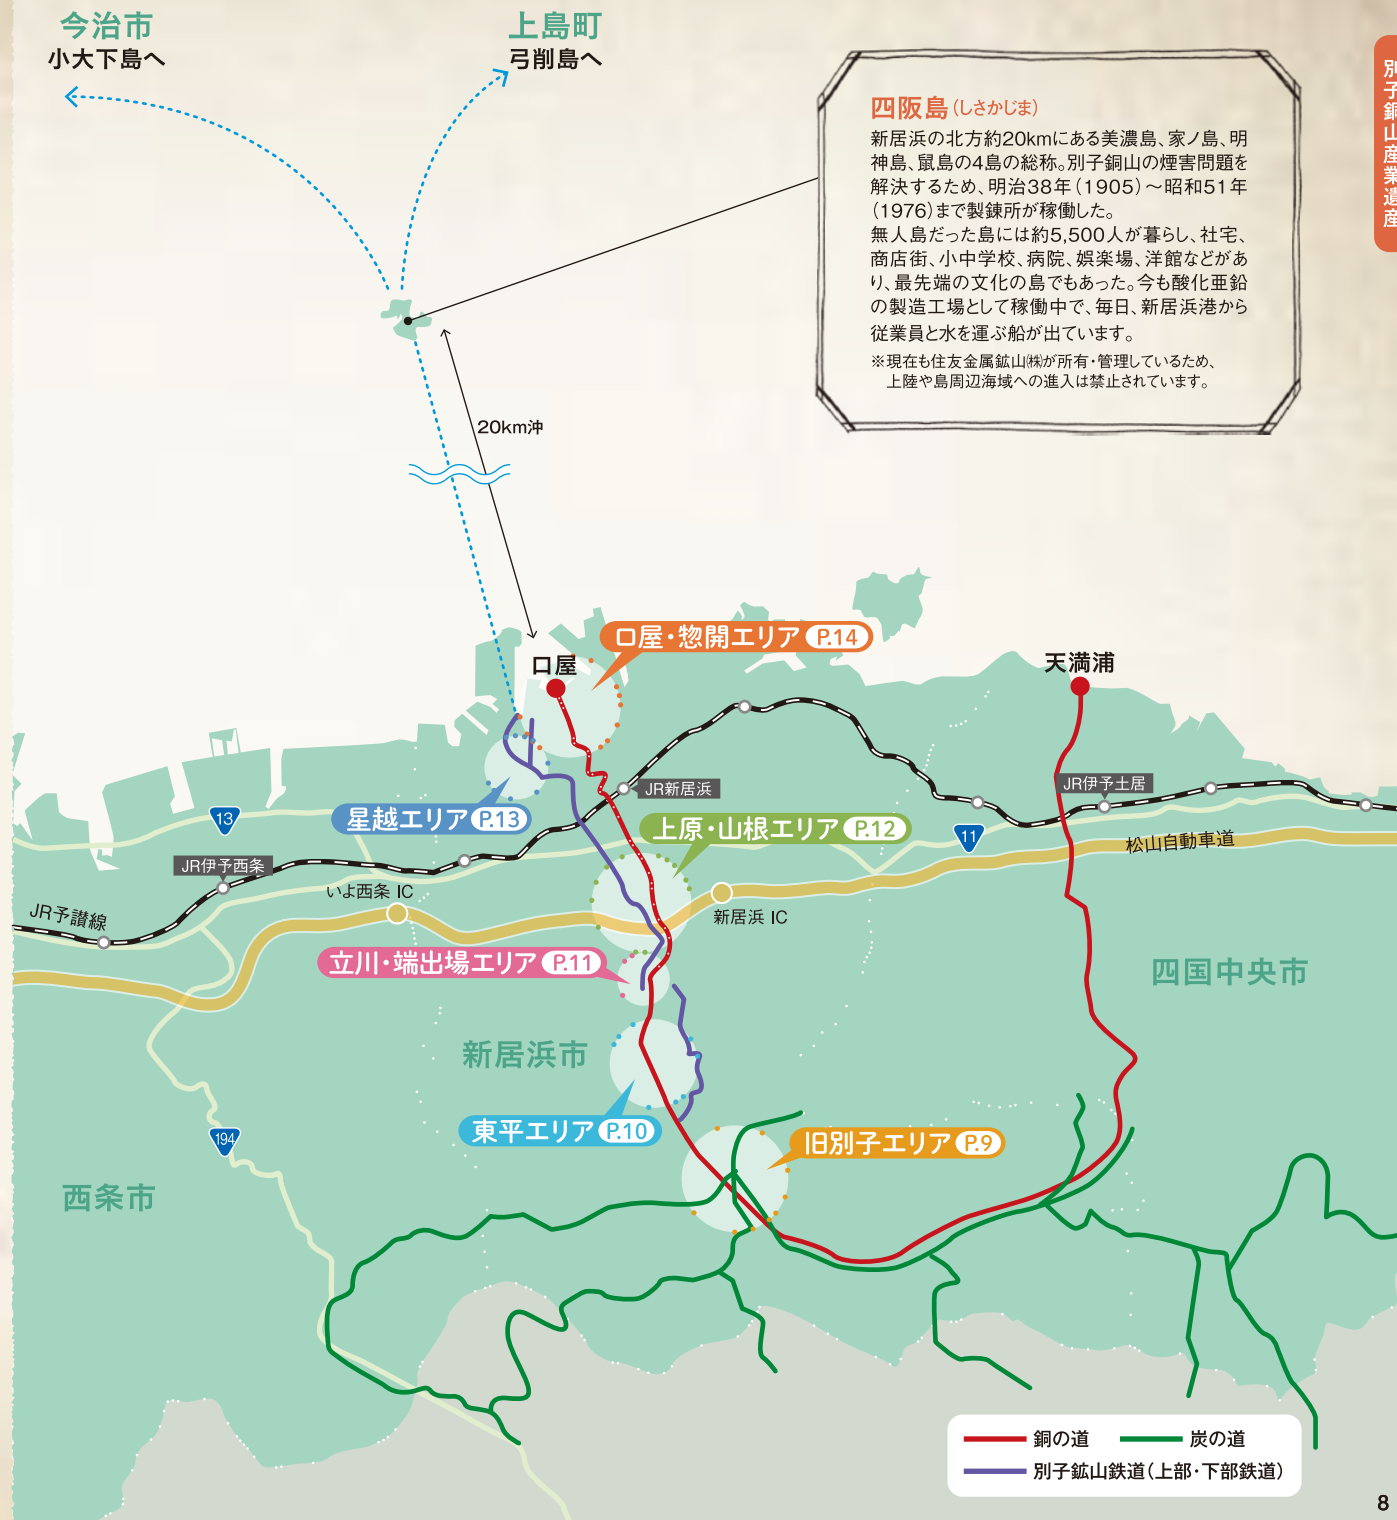 今治市
小大下島へ
上島町
弓削島へ
別子銅山産業遺産
四阪島(しさかじま)
新居浜の北方約20kmにある美濃島、家ノ島、明
神島、鼠島の4島の総称。別子銅山の煙害問題を
解決するため、明治38年(1905)～昭和51年
(1976)まで製錬所が稼働した。
無人島だった島には約5,500人が暮らし、社宅、
商店街、小中学校、病院、娯楽場、洋館などがあ
り、最先端の文化の島でもあった。今も酸化亜鉛
の製造工場として稼働中で、毎日、新居浜港から
従業員と水を運ぶ船が出ています。
※現在も住友金属鉱山㈱が所有・管理しているため、
上陸や島周辺海域への進入は禁止されています。
20km沖
口屋・惣開エリア P.14
口屋
天満浦
JR新居浜
JR伊予土居
13
星越エリア P.13
上原・山根エリア P.12
11
松山自動車道
JR伊予西条
いよ西条 IC
JR予讃線
新居浜 IC
立川・端出場エリア P.11
四国中央市
新居浜市
東平エリア P.10
194
旧別子エリア P.9
西条市
銅の道
炭の道
別子鉱山鉄道(上部・下部鉄道)
8